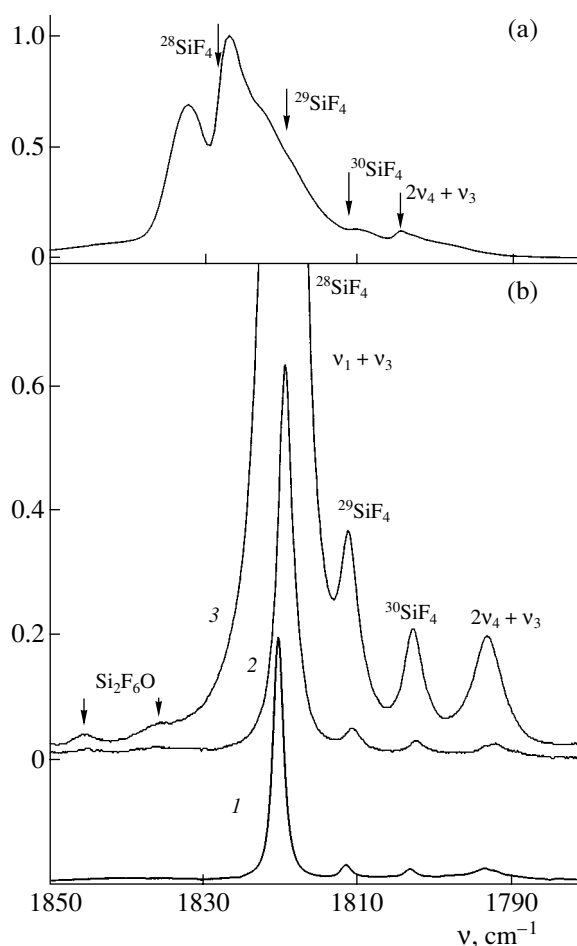 1.0
²⁸SiF₄
(a)
²⁹SiF₄
0.5
³⁰SiF₄
2ν₄ + ν₃
0
²⁸SiF₄
(b)
ν₁ + ν₃
0.6
²⁹SiF₄
0.4
³⁰SiF₄
3
2ν₄ + ν₃
0.2
2
Si₂F₆O
0
1
1850
1830
1810
1790
ν, cm⁻¹